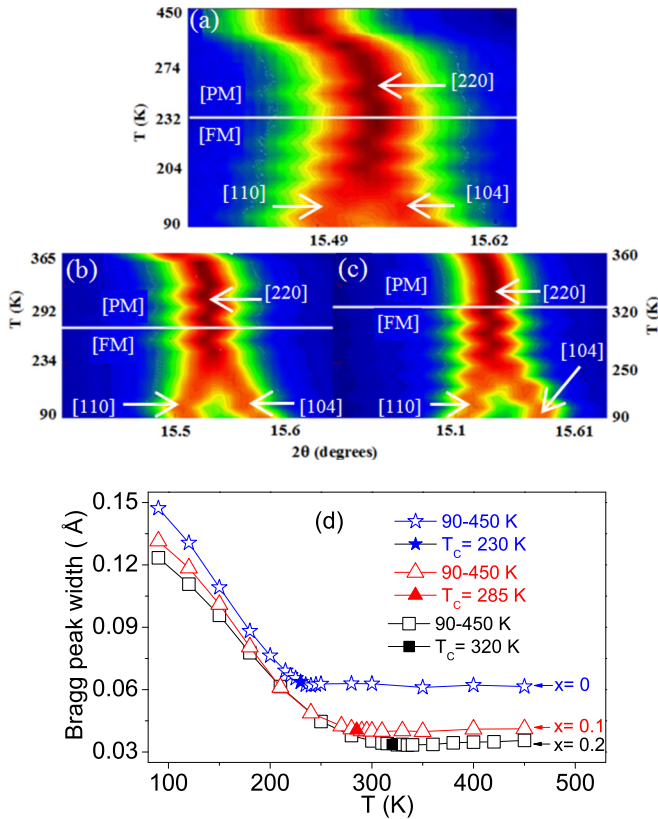 (a)
450
274
232
204
90
T (K)
[220]
[PM]
[FM]
[110]
[104]
15.49
15.62
(b)
365
292
234
90
T (K)
[220]
[PM]
[FM]
[110]
[104]
15.5
15.6
(c)
360
320
250
90
T (K)
[220]
[PM]
[FM]
[104]
[110]
15.1
15.61
2θ (degrees)
(d)
0.15
0.12
0.09
0.06
0.03
Bragg peak width ( Å)
90-450 K
T_C= 230 K
90-450 K
T_C= 285 K
90-450 K
T_C= 320 K
x= 0
x= 0.1
x= 0.2
100
200
300
400
500
T (K)